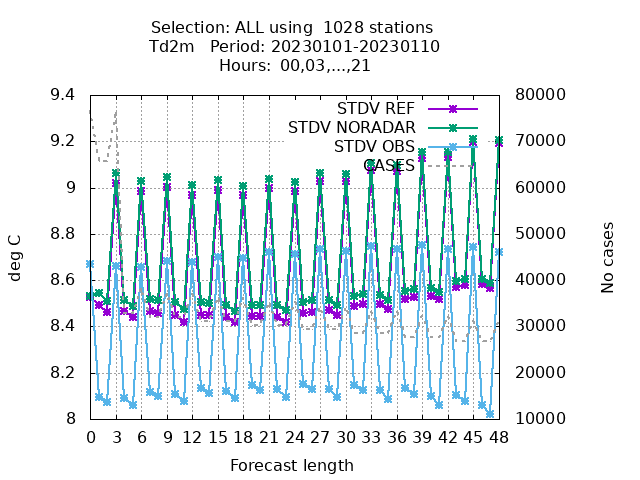 Selection: ALL using  1028 stations
Td2m   Period: 20230101-20230110
Hours:  00,03,...,21
9.4
9.2
9
8.8
8.6
8.4
8.2
8
80000
70000
60000
50000
40000
30000
20000
10000
STDV REF
STDV NORADAR
STDV OBS
CASES
deg C
No cases
0 3 6 9 12 15 18 21 24 27 30 33 36 39 42 45 48
Forecast length